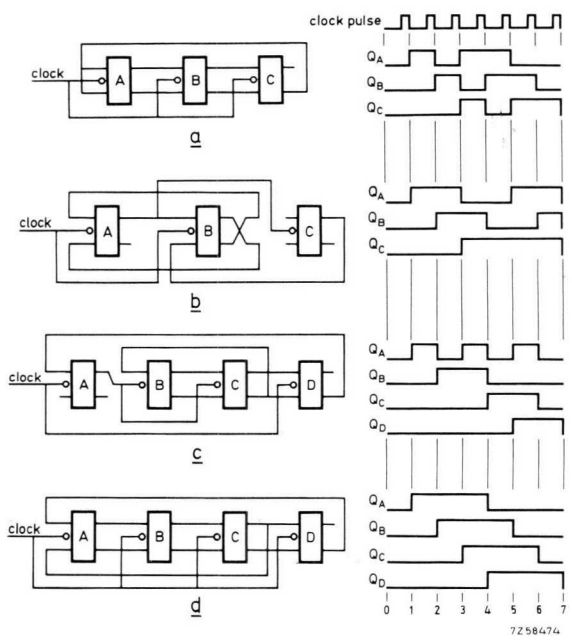 clock pulse
clock
A
B
C
a
Q_A
Q_B
Q_C
clock
A
B
C
b
Q_A
Q_B
Q_C
clock
A
B
C
D
c
Q_A
Q_B
Q_C
Q_D
clock
A
B
C
D
d
Q_A
Q_B
Q_C
Q_D
0 1 2 3 4 5 6 7
7Z58474